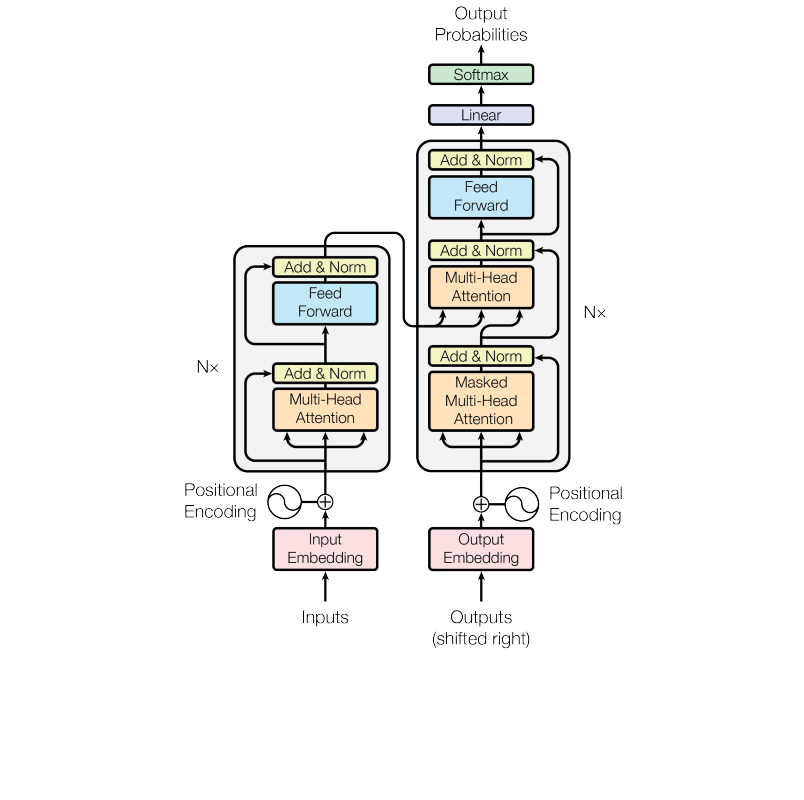 Output
Probabilities
Softmax
Linear
Add & Norm
Feed
Forward
Add & Norm
Multi-Head
Attention
Add & Norm
Masked
Multi-Head
Attention
N×
Add & Norm
Feed
Forward
Add & Norm
Multi-Head
Attention
N×
Positional
Encoding
Positional
Encoding
Input
Embedding
Output
Embedding
Inputs
Outputs
(shifted right)